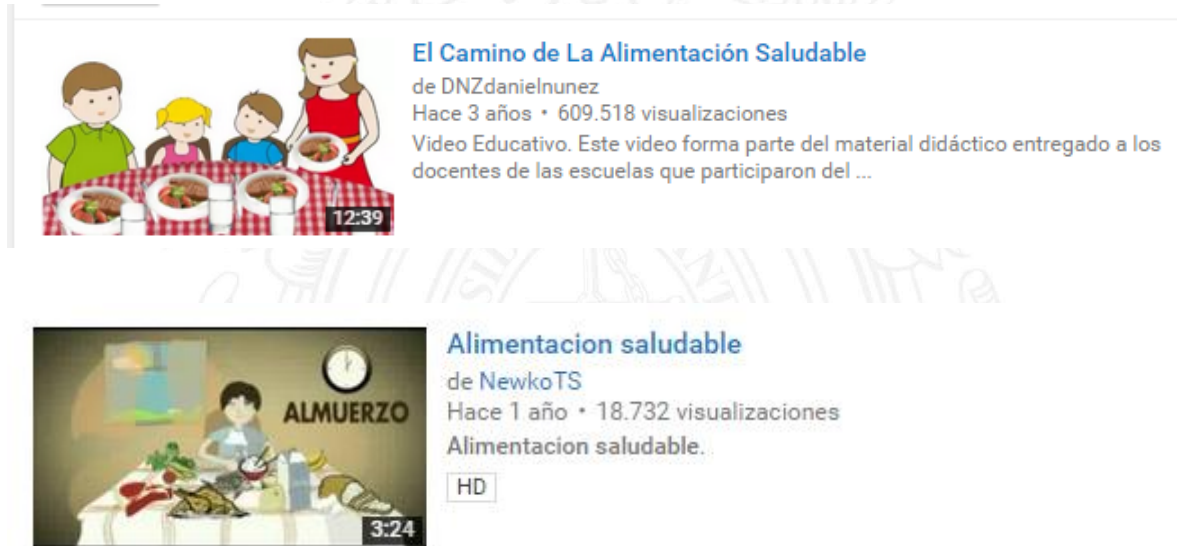 El Camino de La Alimentación Saludable
de DNZdanielnunez
Hace 3 años • 609.518 visualizaciones
Video Educativo. Este video forma parte del material didáctico entregado a los
docentes de las escuelas que participaron del ...
12:39
Alimentacion saludable
de NewkoTS
Hace 1 año • 18.732 visualizaciones
Alimentacion saludable.
HD
ALMUERZO
3:24